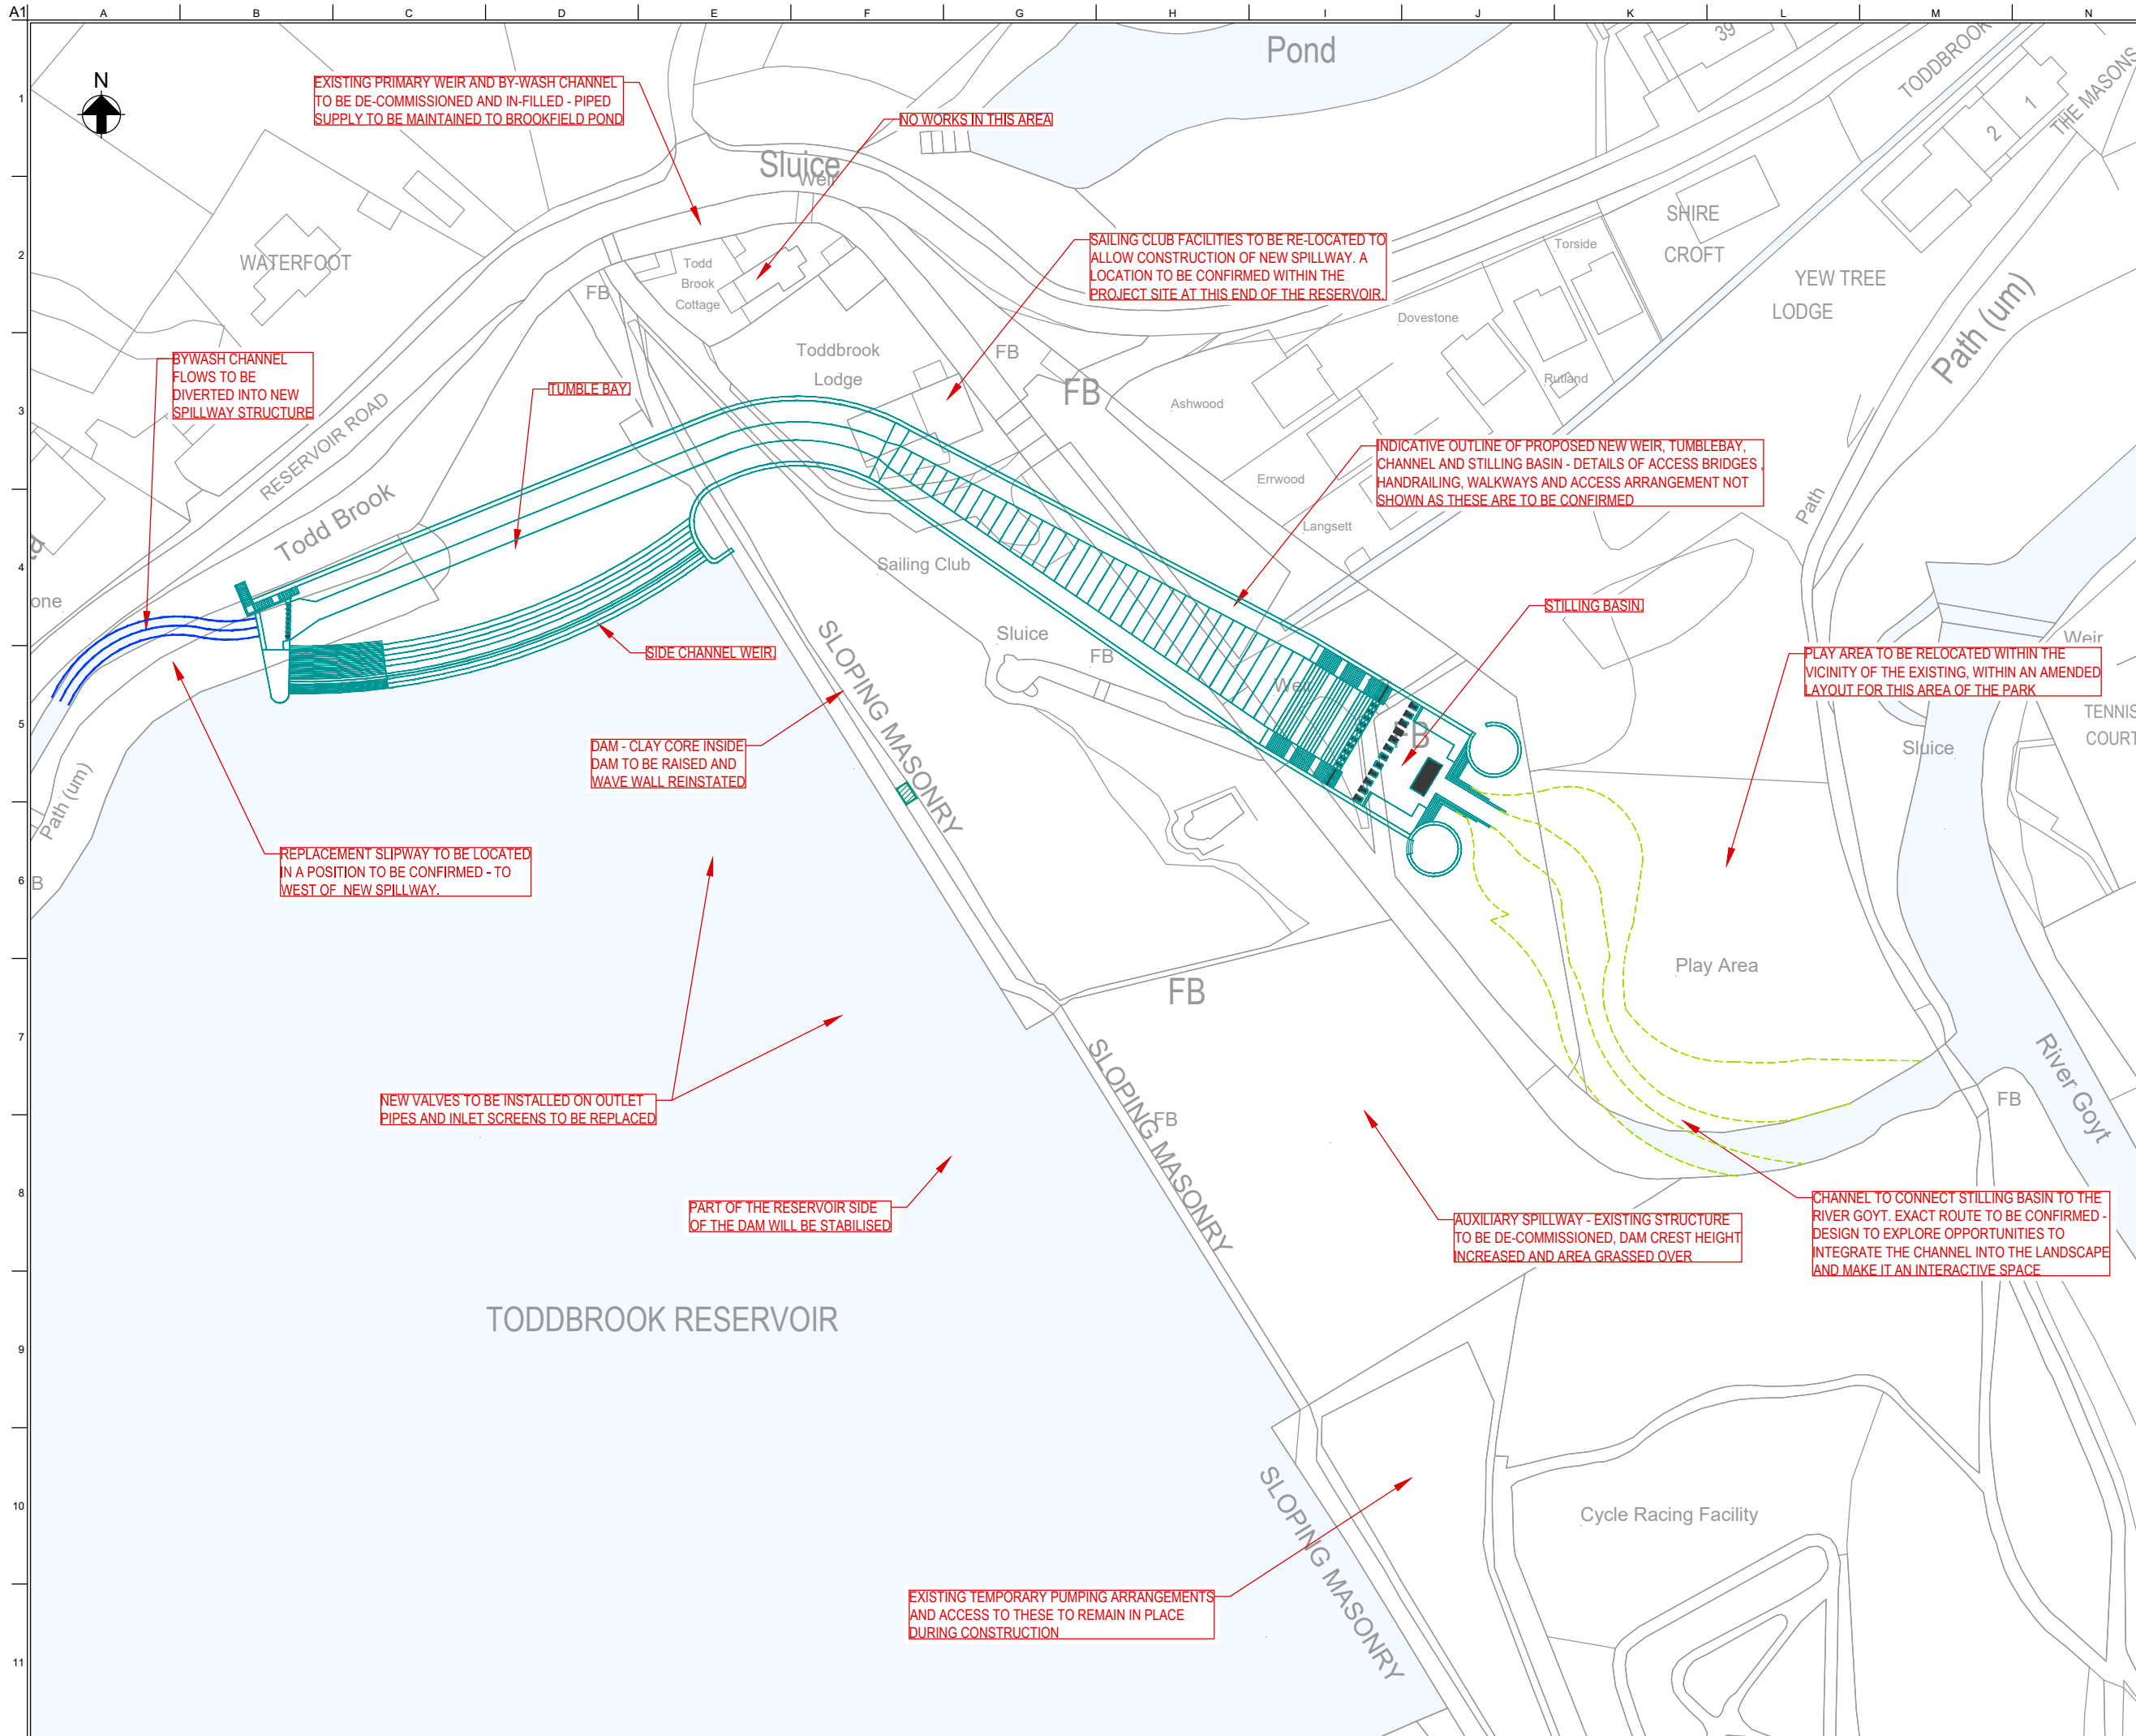 A1
A B C D E F G H I J K L M N
1
2
3
4
5
6
7
8
9
10
11
N
EXISTING PRIMARY WEIR AND BY-WASH CHANNEL
TO BE DE-COMMISSIONED AND IN-FILLED - PIPED
SUPPLY TO BE MAINTAINED TO BROOKFIELD POND
NO WORKS IN THIS AREA
Pond
39
TODDBROOK
1
2
THE MASONS
Sluice
Weir
WATERFOOT
Todd
Brook
Cottage
FB
SAILING CLUB FACILITIES TO BE RE-LOCATED TO
ALLOW CONSTRUCTION OF NEW SPILLWAY. A
LOCATION TO BE CONFIRMED WITHIN THE
PROJECT SITE AT THIS END OF THE RESERVOIR.
SHIRE
CROFT
Torside
YEW TREE
LODGE
Path (um)
Dovestone
Rutland
BYWASH CHANNEL
FLOWS TO BE
DIVERTED INTO NEW
SPILLWAY STRUCTURE
TUMBLE BAY
Toddbrook
Lodge
FB
FB
Ashwood
RESERVOIR ROAD
Todd Brook
INDICATIVE OUTLINE OF PROPOSED NEW WEIR, TUMBLEBAY,
CHANNEL AND STILLING BASIN - DETAILS OF ACCESS BRIDGES ,
HANDRAILING, WALKWAYS AND ACCESS ARRANGEMENT NOT
SHOWN AS THESE ARE TO BE CONFIRMED
Errwood
Langsett
Path
Sailing Club
one
STILLING BASIN
SIDE CHANNEL WEIR
SLOPING MASONRY
Sluice
FB
Weir
FB
Weir
PLAY AREA TO BE RELOCATED WITHIN THE
VICINITY OF THE EXISTING, WITHIN AN AMENDED
LAYOUT FOR THIS AREA OF THE PARK
TENNIS
COURT
Sluice
DAM - CLAY CORE INSIDE
DAM TO BE RAISED AND
WAVE WALL REINSTATED
Path (um)
REPLACEMENT SLIPWAY TO BE LOCATED
IN A POSITION TO BE CONFIRMED - TO
WEST OF NEW SPILLWAY.
B
Play Area
FB
River Goyt
FB
NEW VALVES TO BE INSTALLED ON OUTLET
PIPES AND INLET SCREENS TO BE REPLACED
SLOPING MASONRY
FB
PART OF THE RESERVOIR SIDE
OF THE DAM WILL BE STABILISED
AUXILIARY SPILLWAY - EXISTING STRUCTURE
TO BE DE-COMMISSIONED, DAM CREST HEIGHT
INCREASED AND AREA GRASSED OVER
CHANNEL TO CONNECT STILLING BASIN TO THE
RIVER GOYT. EXACT ROUTE TO BE CONFIRMED -
DESIGN TO EXPLORE OPPORTUNITIES TO
INTEGRATE THE CHANNEL INTO THE LANDSCAPE
AND MAKE IT AN INTERACTIVE SPACE
TODDBROOK RESERVOIR
SLOPING MASONRY
Cycle Racing Facility
EXISTING TEMPORARY PUMPING ARRANGEMENTS
AND ACCESS TO THESE TO REMAIN IN PLACE
DURING CONSTRUCTION